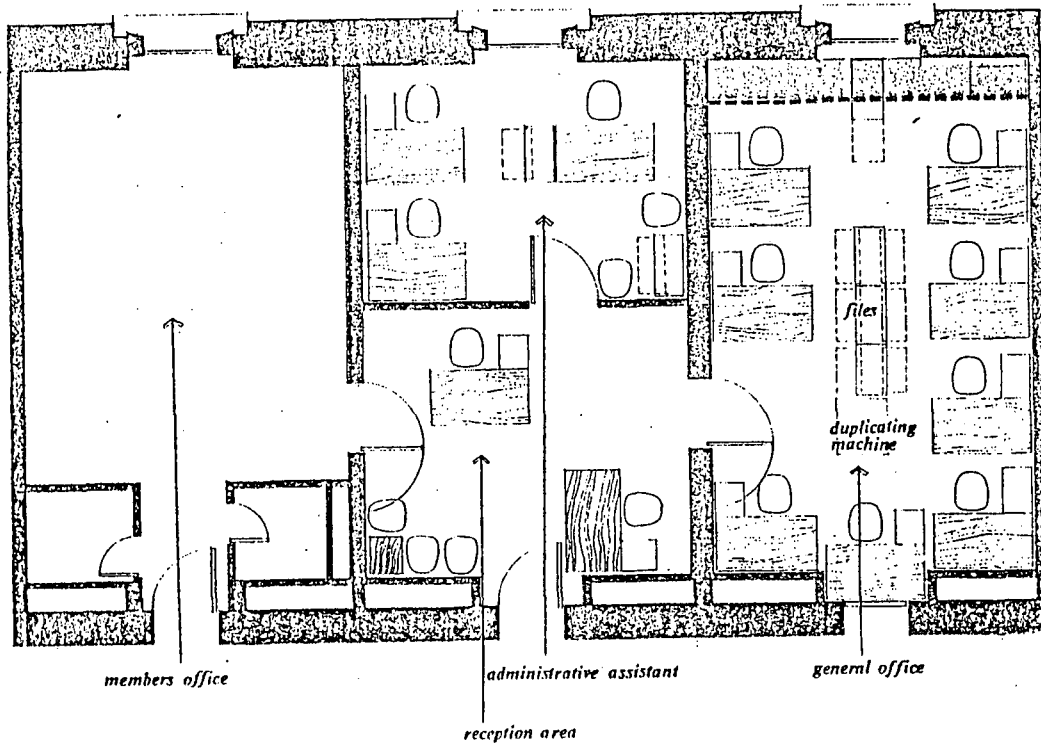 files
duplicating
machine
members office
administrative assistant
general office
reception area